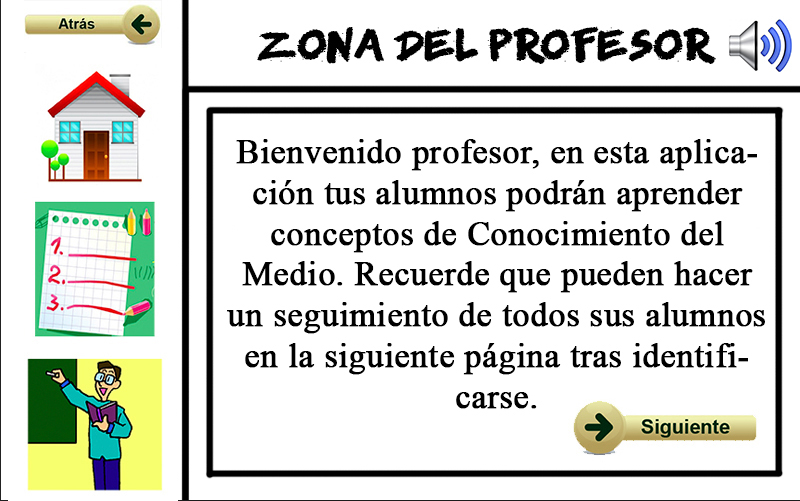 Atrás
ZONA DEL PROFESOR
1.
2.
3.
Bienvenido profesor, en esta aplica-
ción tus alumnos podrán aprender
conceptos de Conocimiento del
Medio. Recuerde que pueden hacer
un seguimiento de todos sus alumnos
en la siguiente página tras identifi-
carse.
Siguiente